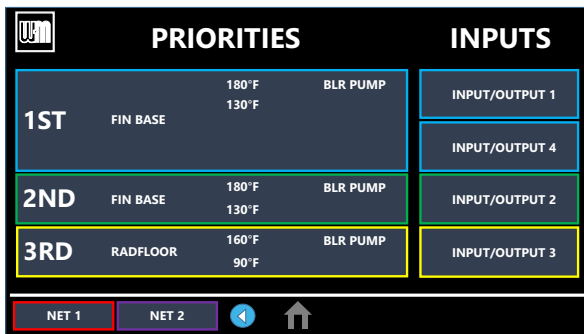 WM
PRIORITIES
INPUTS
1ST
FIN BASE
180°F
130°F
BLR PUMP
INPUT/OUTPUT 1
INPUT/OUTPUT 4
2ND
FIN BASE
180°F
130°F
BLR PUMP
INPUT/OUTPUT 2
3RD
RADFLOOR
160°F
90°F
BLR PUMP
INPUT/OUTPUT 3
NET 1
NET 2